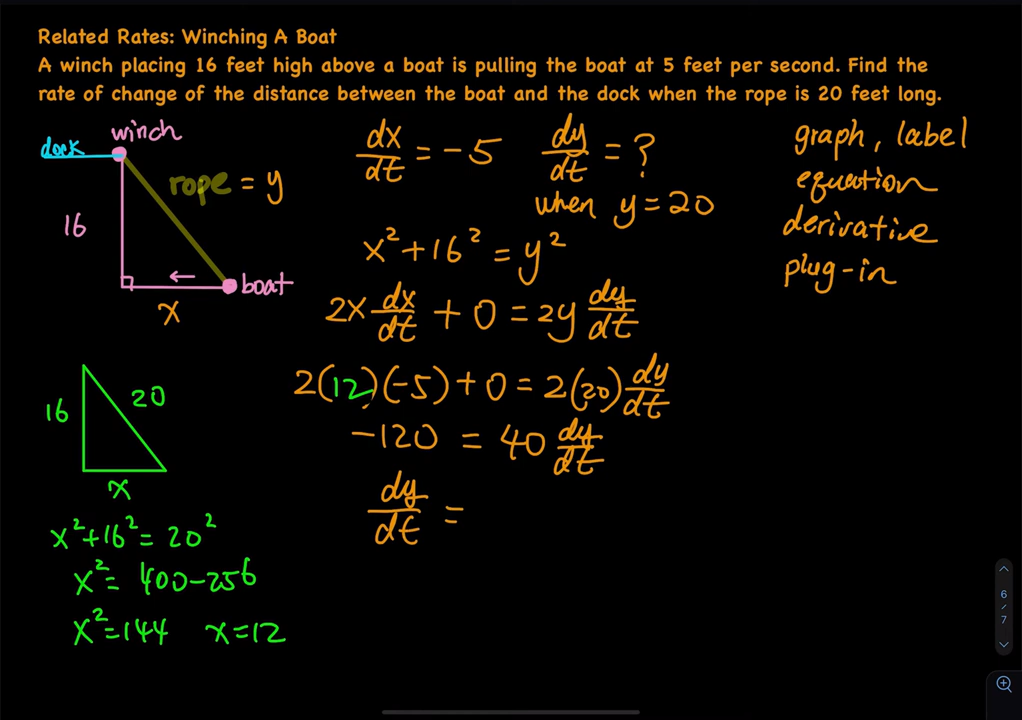 Related Rates: Winching A Boat
A winch placing 16 feet high above a boat is pulling the boat at 5 feet per second. Find the
rate of change of the distance between the boat and the dock when the rope is 20 feet long.
dock
winch
rope = y
16
boat
x
dx/dt = -5   dy/dt = ?
when y = 20
x² + 16² = y²
2x dx/dt + 0 = 2y dy/dt
2(12)(-5) + 0 = 2(20) dy/dt
-120 = 40 dy/dt
dy/dt =
graph, label
equation
derivative
plug-in
16
20
x
x² + 16² = 20²
x² = 400 - 256
x² = 144   x = 12
6
/
7